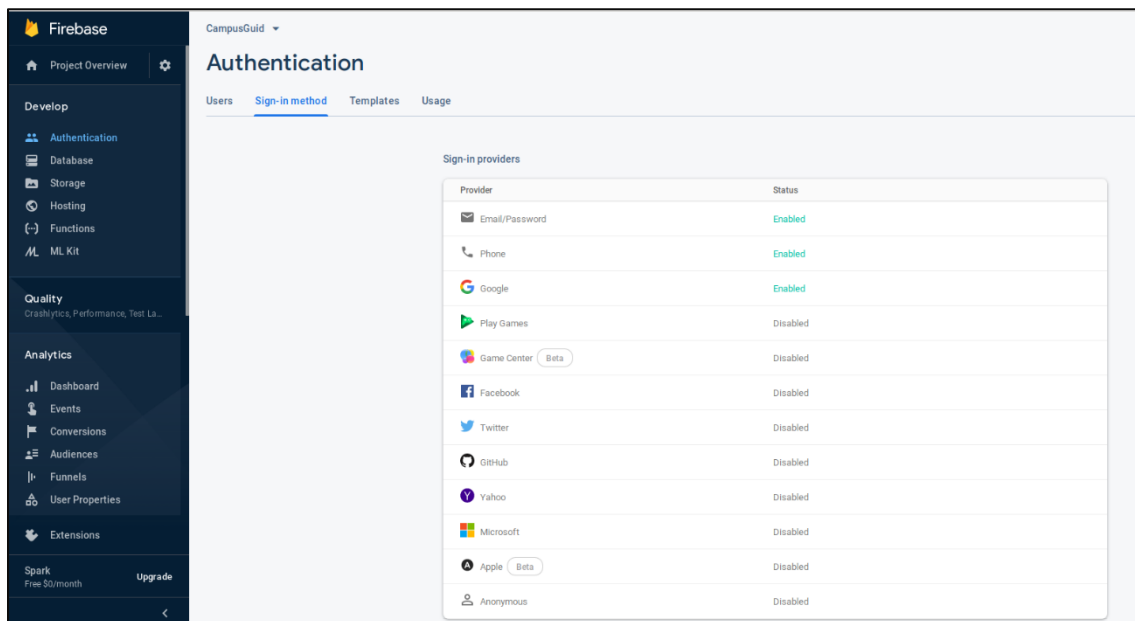 Firebase
Project Overview
Develop
Authentication
Database
Storage
Hosting
Functions
ML Kit
Quality
Crashlytics, Performance, Test La...
Analytics
Dashboard
Events
Conversions
Audiences
Funnels
User Properties
Extensions
Spark
Free $0/month
Upgrade
CampusGuid
Authentication
Users Sign-in method Templates Usage
Sign-in providers
Provider Status
Email/Password Enabled
Phone Enabled
Google Enabled
Play Games Disabled
Game Center Beta Disabled
Facebook Disabled
Twitter Disabled
GitHub Disabled
Yahoo Disabled
Microsoft Disabled
Apple Beta Disabled
Anonymous Disabled